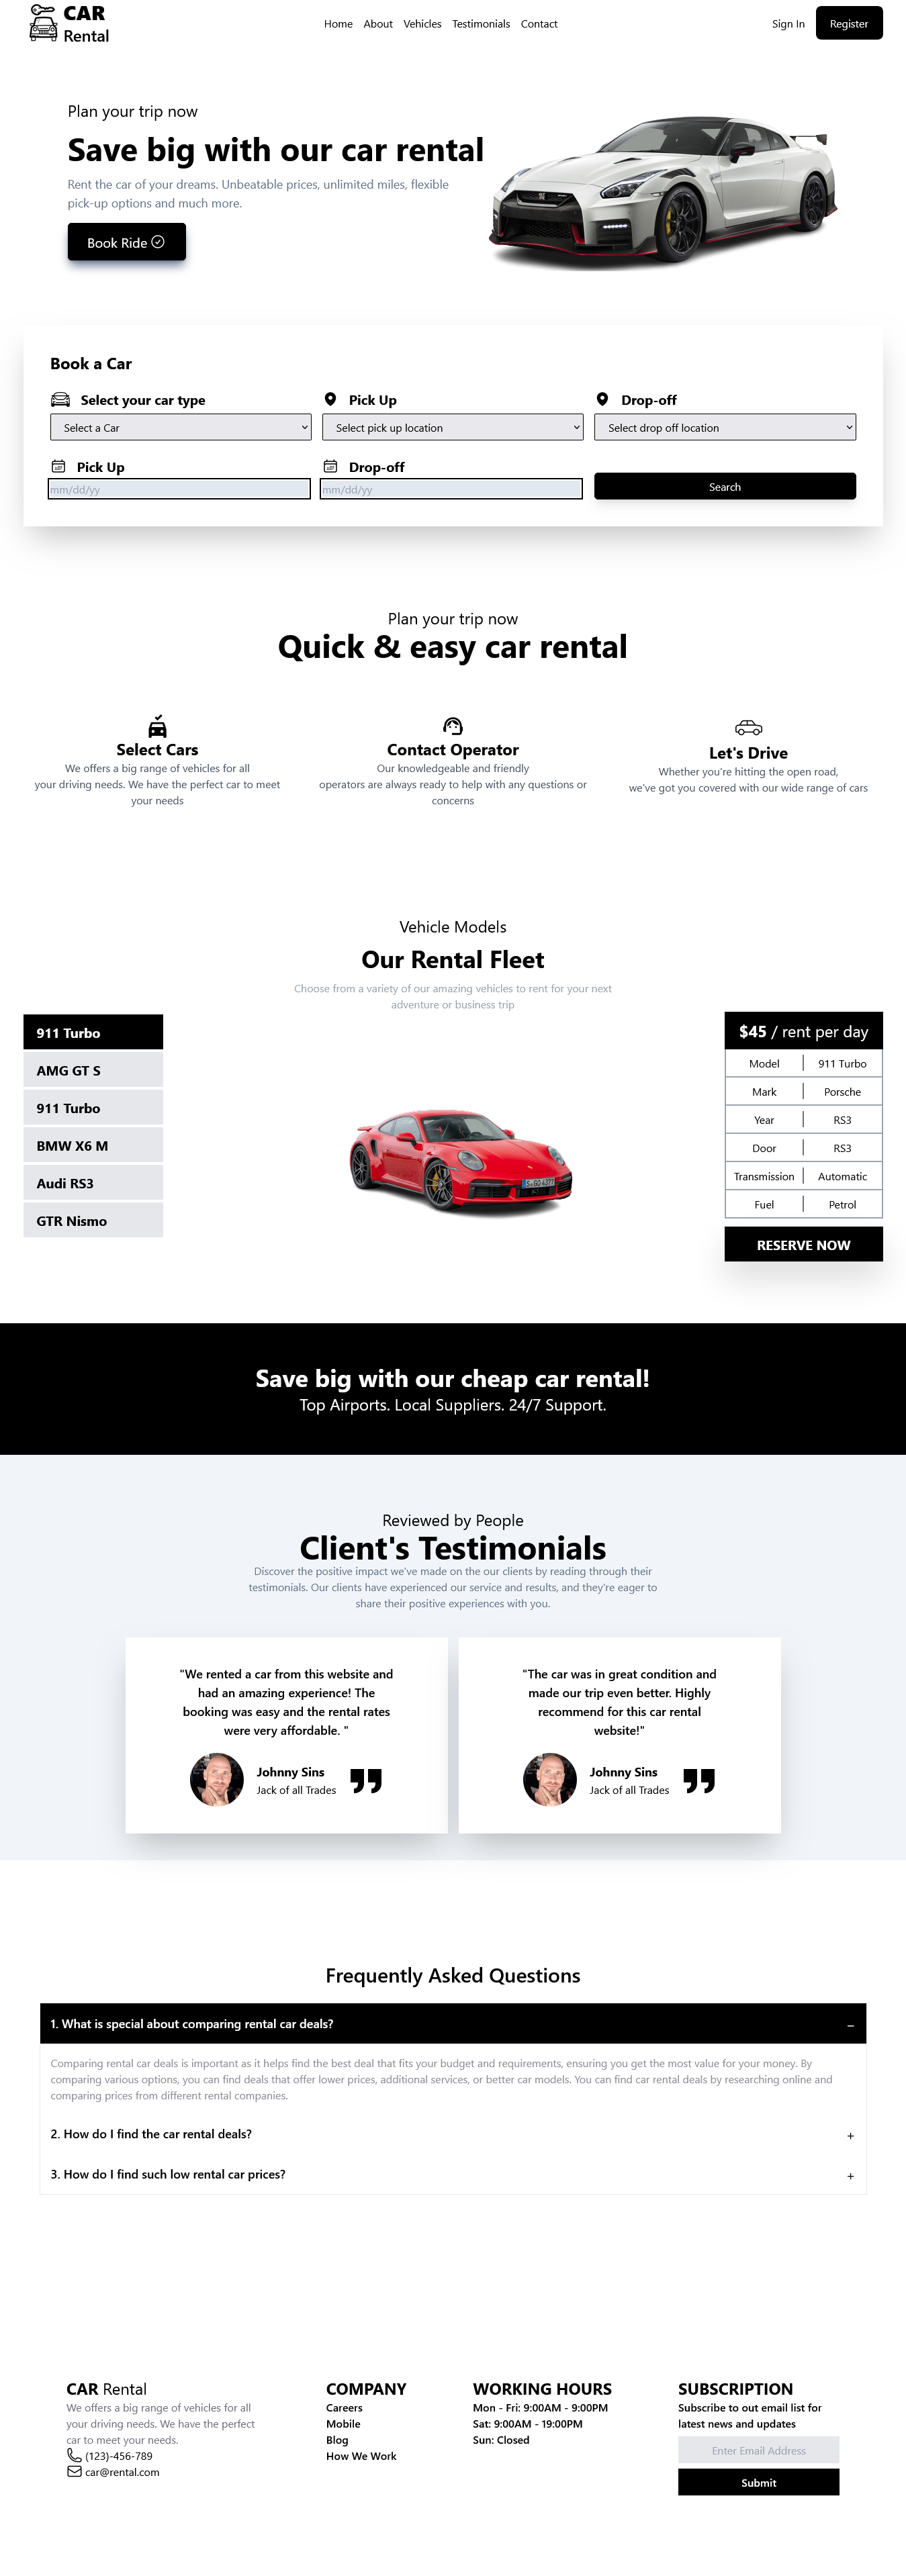 CAR
Rental
Home About Vehicles Testimonials Contact
Sign In
Register
Plan your trip now
Save big with our car rental
Rent the car of your dreams. Unbeatable prices, unlimited miles, flexible
pick-up options and much more.
Book Ride
Book a Car
Select your car type
Pick Up
Drop-off
Select a Car
Select pick up location
Select drop off location
Pick Up
Drop-off
mm/dd/yy
mm/dd/yy
Search
Plan your trip now
Quick & easy car rental
Select Cars
We offers a big range of vehicles for all
your driving needs. We have the perfect car to meet
your needs
Contact Operator
Our knowledgeable and friendly
operators are always ready to help with any questions or
concerns
Let's Drive
Whether you're hitting the open road,
we've got you covered with our wide range of cars
Vehicle Models
Our Rental Fleet
Choose from a variety of our amazing vehicles to rent for your next
adventure or business trip
911 Turbo
AMG GT S
911 Turbo
BMW X6 M
Audi RS3
GTR Nismo
S·GO 4377
$45 / rent per day
Model 911 Turbo
Mark Porsche
Year RS3
Door RS3
Transmission Automatic
Fuel Petrol
RESERVE NOW
Save big with our cheap car rental!
Top Airports. Local Suppliers. 24/7 Support.
Reviewed by People
Client's Testimonials
Discover the positive impact we've made on the our clients by reading through their
testimonials. Our clients have experienced our service and results, and they're eager to
share their positive experiences with you.
"We rented a car from this website and
had an amazing experience! The
booking was easy and the rental rates
were very affordable. "
Johnny Sins
Jack of all Trades
"The car was in great condition and
made our trip even better. Highly
recommend for this car rental
website!"
Johnny Sins
Jack of all Trades
Frequently Asked Questions
1. What is special about comparing rental car deals?
–
Comparing rental car deals is important as it helps find the best deal that fits your budget and requirements, ensuring you get the most value for your money. By
comparing various options, you can find deals that offer lower prices, additional services, or better car models. You can find car rental deals by researching online and
comparing prices from different rental companies.
2. How do I find the car rental deals?
+
3. How do I find such low rental car prices?
+
CAR Rental
We offers a big range of vehicles for all
your driving needs. We have the perfect
car to meet your needs.
(123)-456-789
car@rental.com
COMPANY
Careers
Mobile
Blog
How We Work
WORKING HOURS
Mon - Fri: 9:00AM - 9:00PM
Sat: 9:00AM - 19:00PM
Sun: Closed
SUBSCRIPTION
Subscribe to out email list for
latest news and updates
Enter Email Address
Submit